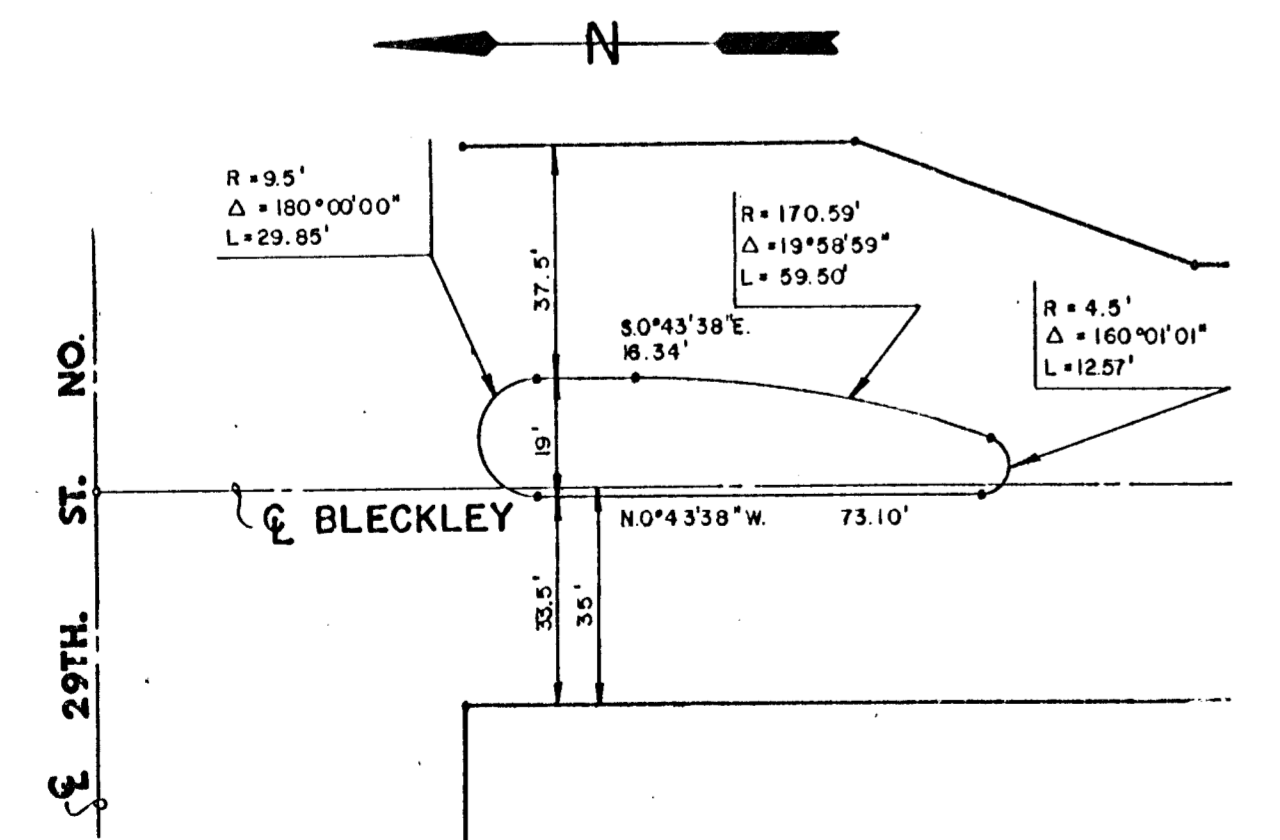 N
R = 9.5'
Δ = 180°00'00"
L = 29.85'
R = 170.59'
Δ = 19°58'59"
L = 59.50'
R = 4.5'
Δ = 160°01'01"
L = 12.57'
37.5'
S.0°43'38"E.
16.34'
19'
℄ BLECKLEY
N.0°43'38"W. 73.10'
33.5'
35'
℄ 29TH. ST. NO.